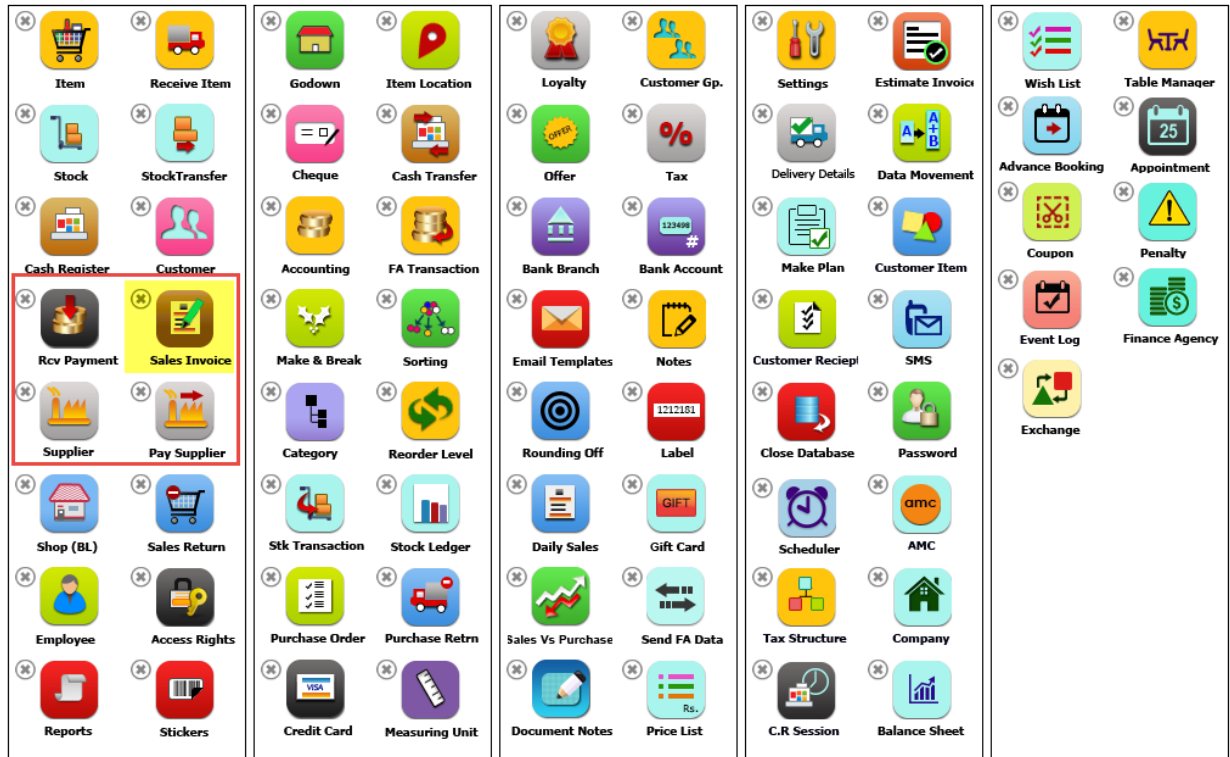 Item
Receive Item
Stock
StockTransfer
Cash Register
Customer
Rcv Payment
Sales Invoice
Supplier
Pay Supplier
Shop (BL)
Sales Return
Employee
Access Rights
Reports
Stickers
Godown
Item Location
Cheque
Cash Transfer
Accounting
FA Transaction
Make & Break
Sorting
Category
Reorder Level
Stk Transaction
Stock Ledger
Purchase Order
Purchase Retrn
VISA
Credit Card
Measuring Unit
Loyalty
Customer Gp.
OFFER
%
Offer
Tax
123498
#
Bank Branch
Bank Account
Email Templates
Notes
1212181
Rounding Off
Label
GIFT
Daily Sales
Gift Card
Sales Vs Purchase
Send FA Data
Rs.
Document Notes
Price List
Settings
Estimate Invoice
A
A+B
Delivery Details
Data Movement
Make Plan
Customer Item
Customer Reciept
SMS
Close Database
Password
amc
Scheduler
AMC
Tax Structure
Company
C.R Session
Balance Sheet
Wish List
Table Manager
25
Advance Booking
Appointment
Coupon
Penalty
$
Event Log
Finance Agency
Exchange